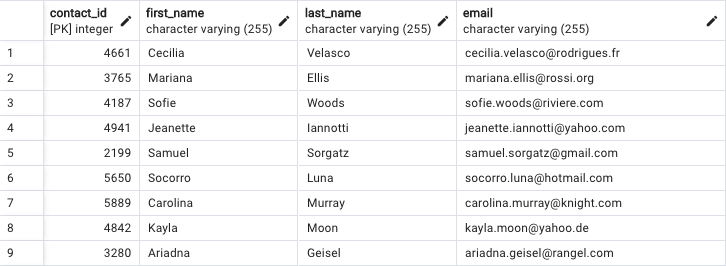 contact_id first_name last_name email
[PK] integer character varying (255) character varying (255) character varying (255)
1 4661 Cecilia Velasco cecilia.velasco@rodrigues.fr
2 3765 Mariana Ellis mariana.ellis@rossi.org
3 4187 Sofie Woods sofie.woods@riviere.com
4 4941 Jeanette Iannotti jeanette.iannotti@yahoo.com
5 2199 Samuel Sorgatz samuel.sorgatz@gmail.com
6 5650 Socorro Luna socorro.luna@hotmail.com
7 5889 Carolina Murray carolina.murray@knight.com
8 4842 Kayla Moon kayla.moon@yahoo.de
9 3280 Ariadna Geisel ariadna.geisel@rangel.com